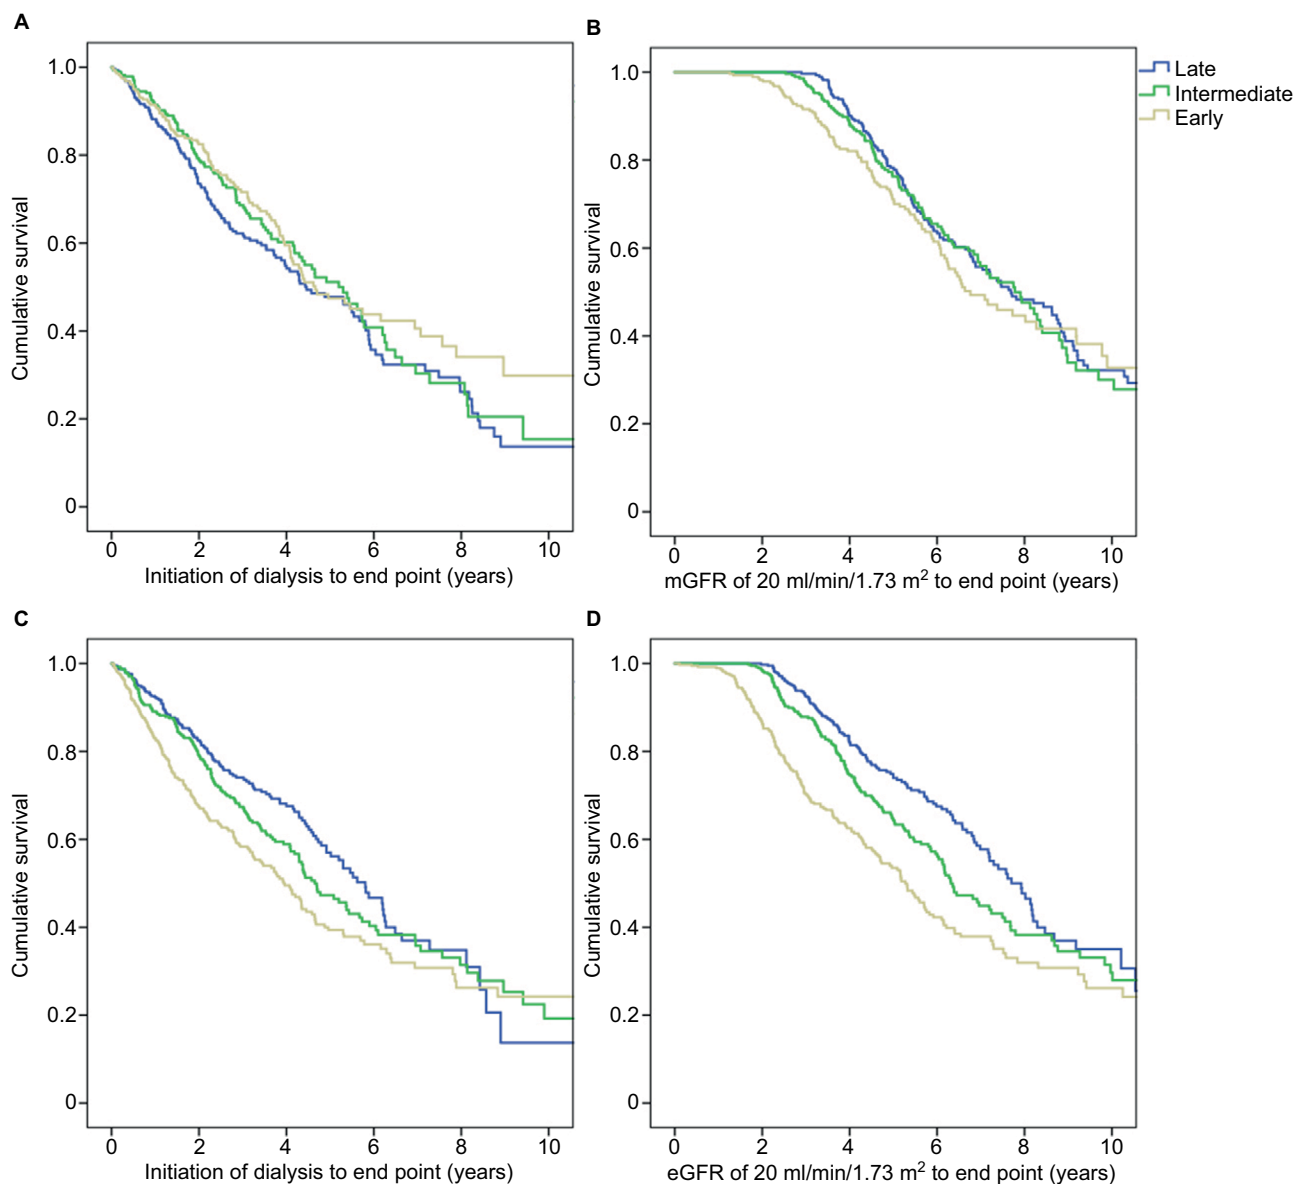 A
Cumulative survival
1.0
0.8
0.6
0.4
0.2
0
0 2 4 6 8 10
Initiation of dialysis to end point (years)
B
Late
Intermediate
Early
Cumulative survival
1.0
0.8
0.6
0.4
0.2
0
0 2 4 6 8 10
mGFR of 20 ml/min/1.73 m² to end point (years)
C
Cumulative survival
1.0
0.8
0.6
0.4
0.2
0
0 2 4 6 8 10
Initiation of dialysis to end point (years)
D
Cumulative survival
1.0
0.8
0.6
0.4
0.2
0
0 2 4 6 8 10
eGFR of 20 ml/min/1.73 m² to end point (years)